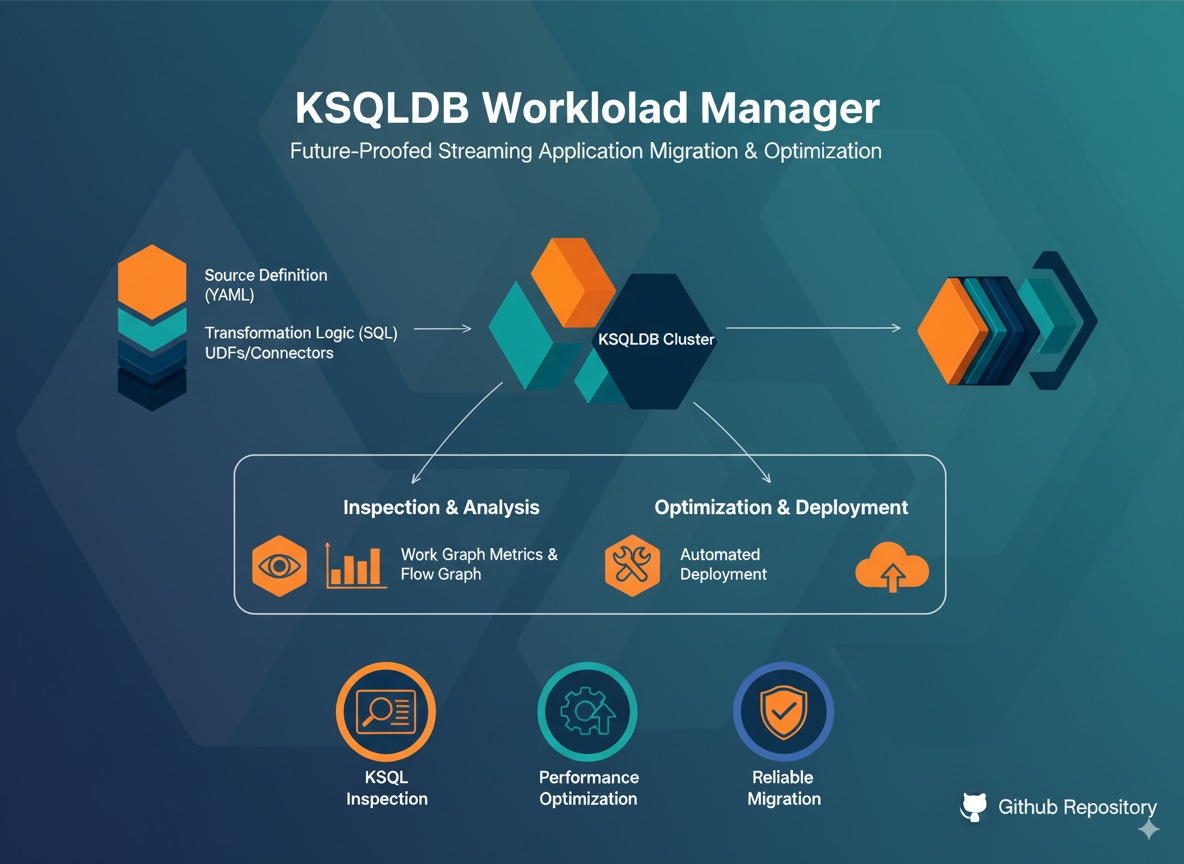 KSQLDB Worklolad Manager
Future-Proofed Streaming Application Migration & Optimization
Source Definition
(YAML)
Transformation Logic (SQL)
UDFs/Connectors
KSQLDB Cluster
Inspection & Analysis
Work Graph Metrics &
Flow Graph
Optimization & Deployment
Automated
Deployment
KSQL
Inspection
Performance
Optimization
Reliable
Migration
Github Repository